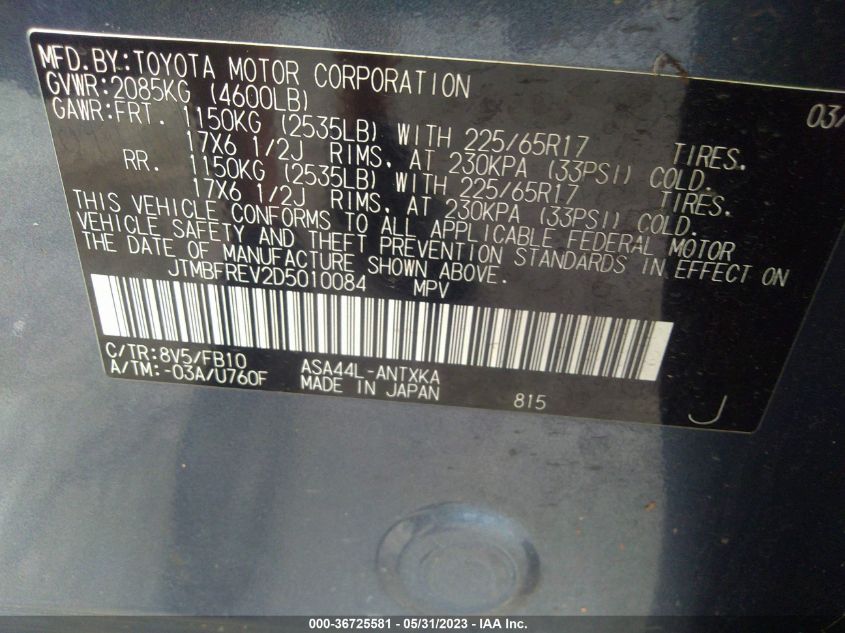 MFD.BY:TOYOTA MOTOR CORPORATION 03/
GVWR:2085KG (4600LB)
GAWR:FRT. 1150KG (2535LB) WITH 225/65R17 TIRES.
17X6 1/2J RIMS, AT 230KPA (33PSI) COLD.
RR. 1150KG (2535LB) WITH 225/65R17 TIRES.
17X6 1/2J RIMS, AT 230KPA (33PSI) COLD.
THIS VEHICLE CONFORMS TO ALL APPLICABLE FEDERAL MOTOR
VEHICLE SAFETY AND THEFT PREVENTION STANDARDS IN EFFECT ON
THE DATE OF MANUFACTURE SHOWN ABOVE.
JTMBFREV2D5010084 MPV
C/TR:8V5/FB10 ASA44L-ANTXKA
A/TM:-03A/U760F MADE IN JAPAN 815 J
000-36725581 - 05/31/2023 - IAA Inc.